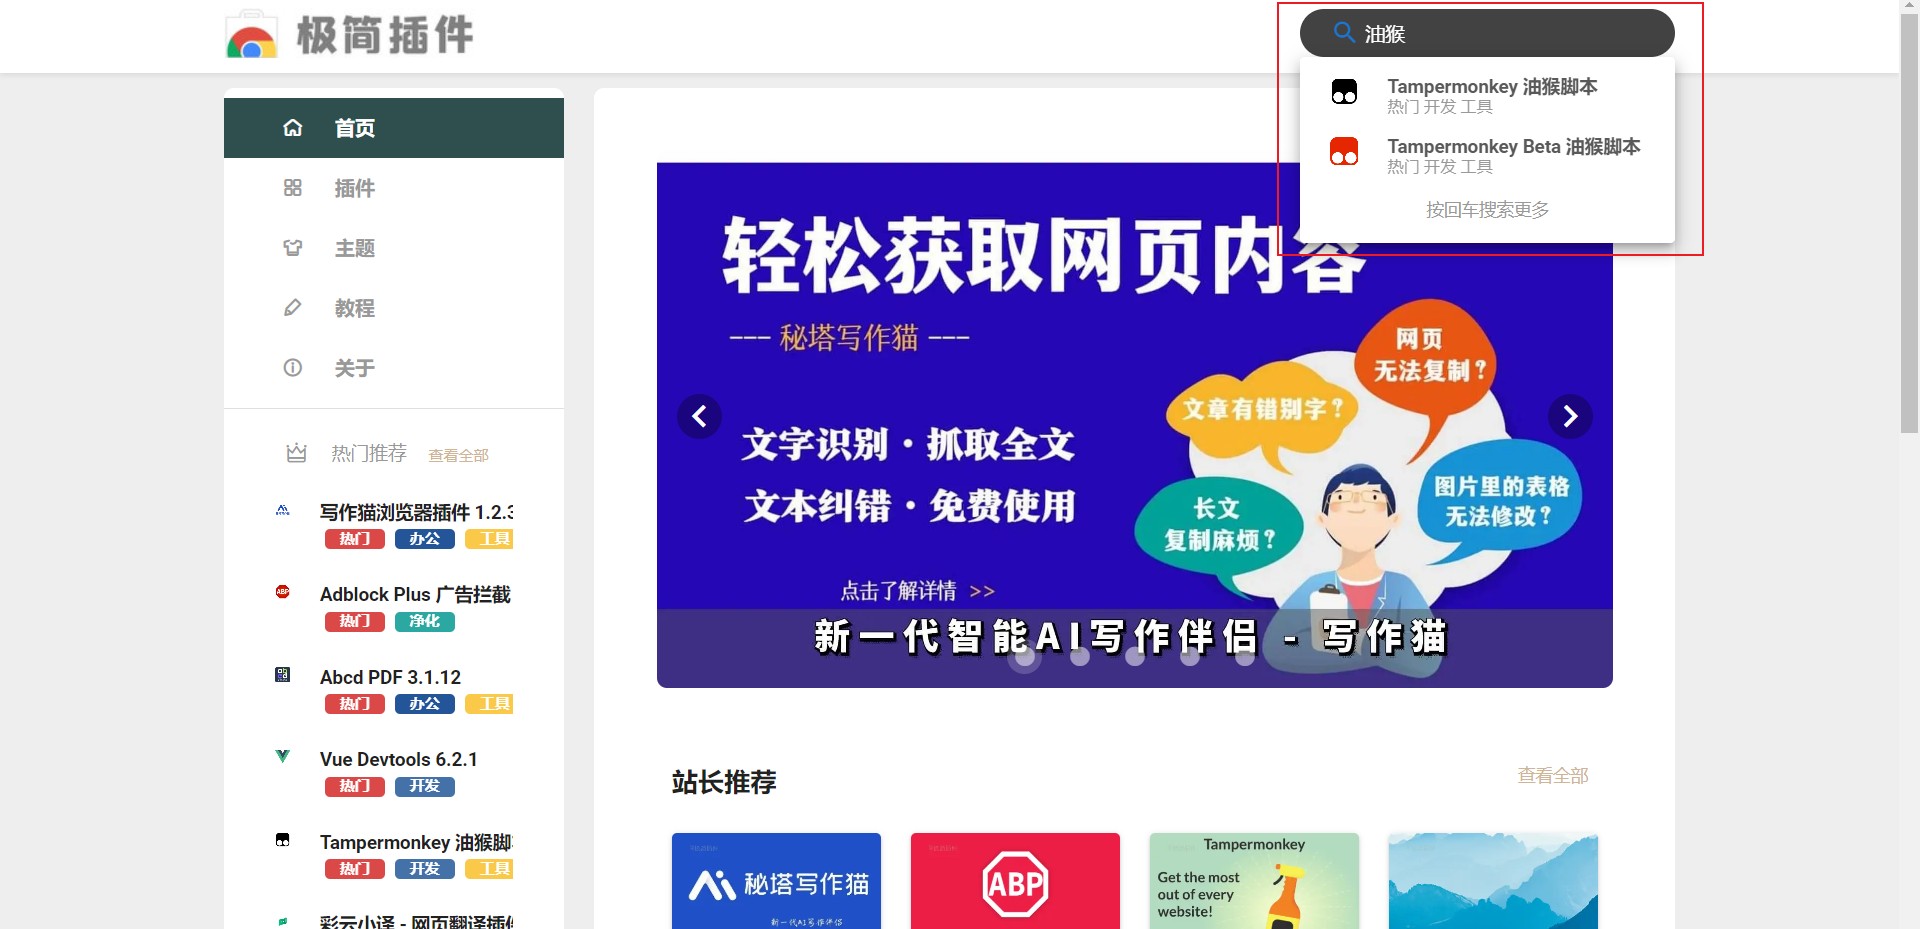 极简插件
油猴
Tampermonkey 油猴脚本
热门 开发 工具
Tampermonkey Beta 油猴脚本
热门 开发 工具
按回车搜索更多
首页
插件
主题
教程
关于
热门推荐 查看全部
写作猫浏览器插件 1.2.3
热门 办公 工具
Adblock Plus 广告拦截
热门 净化
Abcd PDF 3.1.12
热门 办公 工具
Vue Devtools 6.2.1
热门 开发
Tampermonkey 油猴脚
热门 开发 工具
彩云小译 - 网页翻译插件
轻松获取网页内容
--- 秘塔写作猫 ---
文字识别·抓取全文
文本纠错·免费使用
点击了解详情 >>
网页
无法复制?
文章有错别字?
图片里的表格
无法修改?
长文
复制麻烦?
新一代智能AI写作伴侣 - 写作猫
站长推荐
查看全部
秘塔写作猫
新一代AI写作伴侣
ABP
Tampermonkey
Get the most
out of every
website!